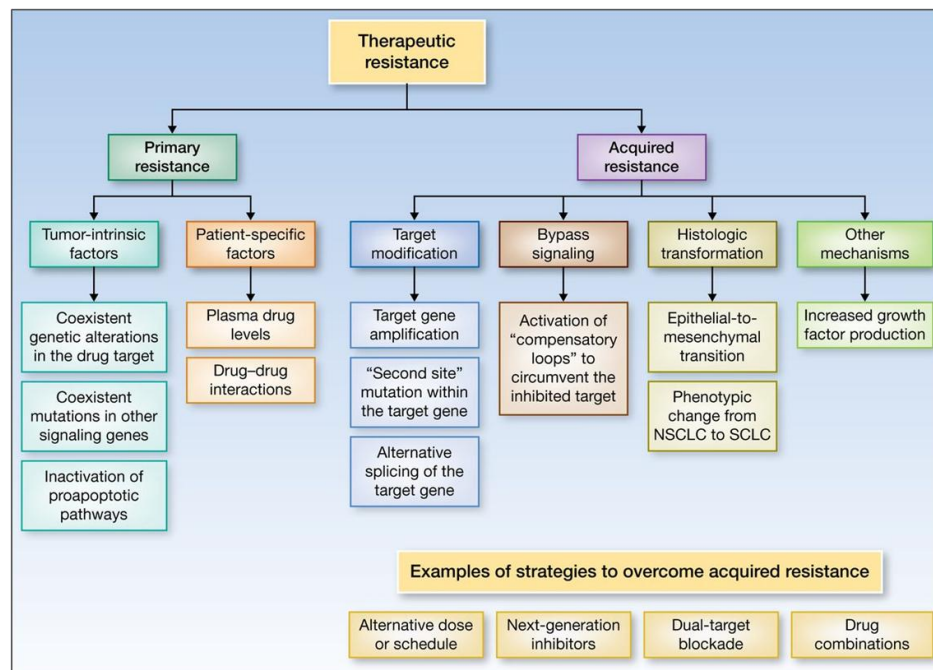 Therapeutic
resistance
Primary
resistance
Acquired
resistance
Tumor-intrinsic
factors
Patient-specific
factors
Target
modification
Bypass
signaling
Histologic
transformation
Other
mechanisms
Coexistent
genetic alterations
in the drug target
Coexistent
mutations in other
signaling genes
Inactivation of
proapoptotic
pathways
Plasma drug
levels
Drug–drug
interactions
Target gene
amplification
“Second site”
mutation within
the target gene
Alternative
splicing of the
target gene
Activation of
“compensatory
loops” to
circumvent the
inhibited target
Epithelial-to-
mesenchymal
transition
Phenotypic
change from
NSCLC to SCLC
Increased growth
factor production
Examples of strategies to overcome acquired resistance
Alternative dose
or schedule
Next-generation
inhibitors
Dual-target
blockade
Drug
combinations